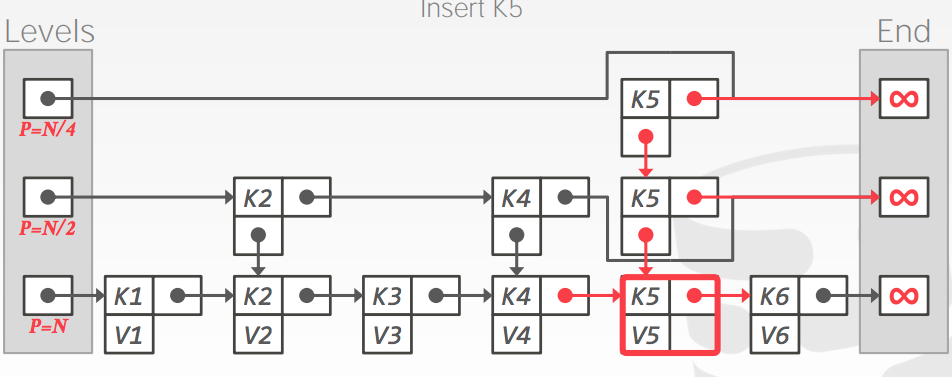 Insert K5
Levels
End
K5
∞
P=N/4
K2
K4
K5
∞
P=N/2
K1
K2
K3
K4
K5
K6
∞
P=N
V1
V2
V3
V4
V5
V6